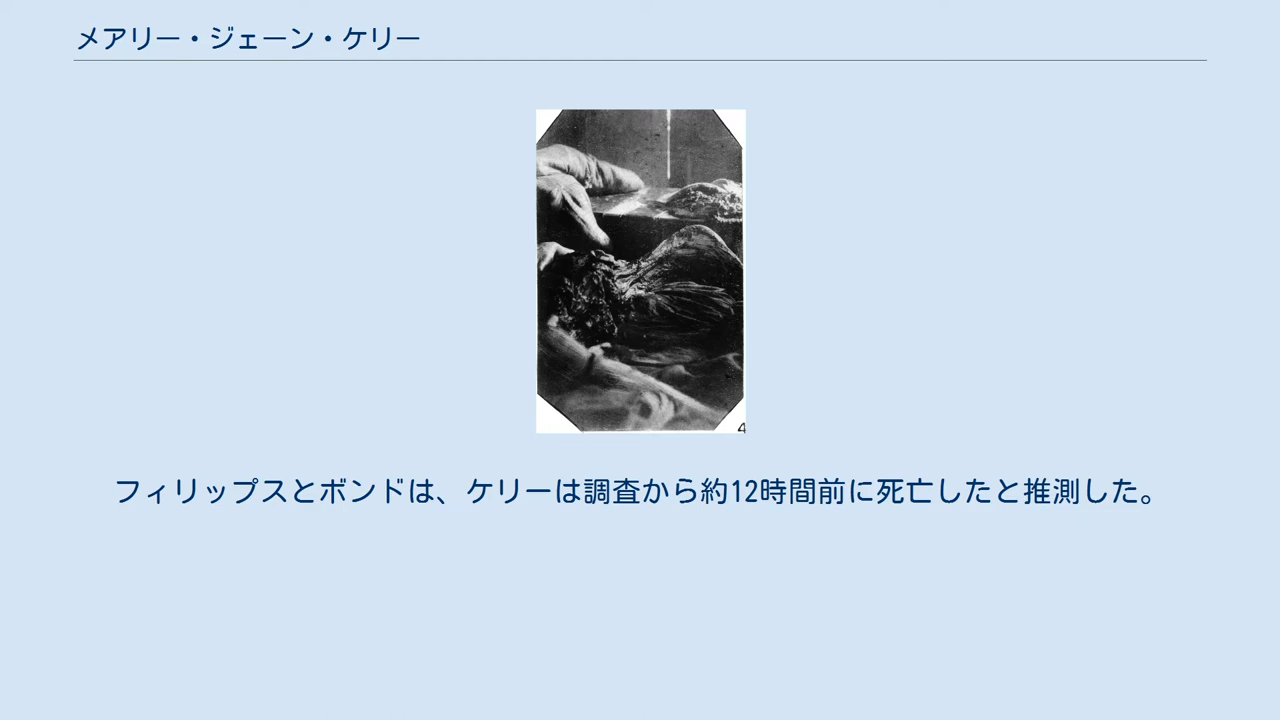 メアリー・ジェーン・ケリー
4
フィリップスとボンドは、ケリーは調査から約12時間前に死亡したと推測した。